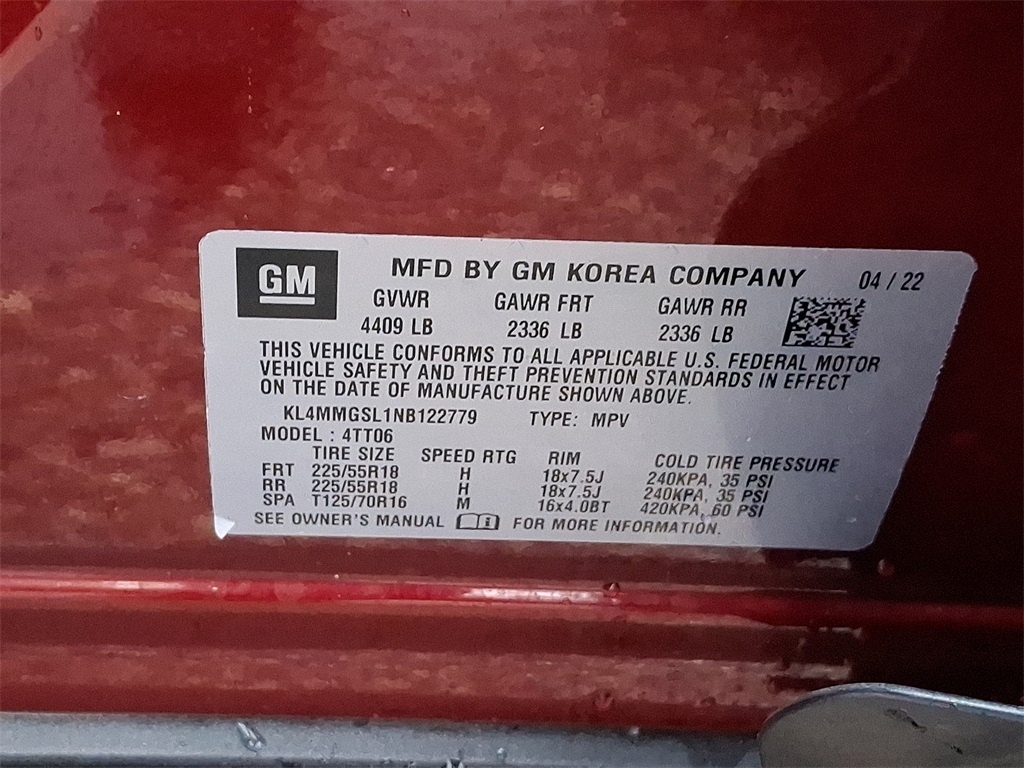 GM MFD BY GM KOREA COMPANY 04 / 22
GVWR GAWR FRT GAWR RR
4409 LB 2336 LB 2336 LB
THIS VEHICLE CONFORMS TO ALL APPLICABLE U.S. FEDERAL MOTOR
VEHICLE SAFETY AND THEFT PREVENTION STANDARDS IN EFFECT
ON THE DATE OF MANUFACTURE SHOWN ABOVE.
KL4MMGSL1NB122779 TYPE: MPV
MODEL : 4TT06
TIRE SIZE SPEED RTG RIM COLD TIRE PRESSURE
FRT 225/55R18 H 18x7.5J 240KPA, 35 PSI
RR 225/55R18 H 18x7.5J 240KPA, 35 PSI
SPA T125/70R16 M 16x4.0BT 420KPA, 60 PSI
SEE OWNER'S MANUAL FOR MORE INFORMATION.